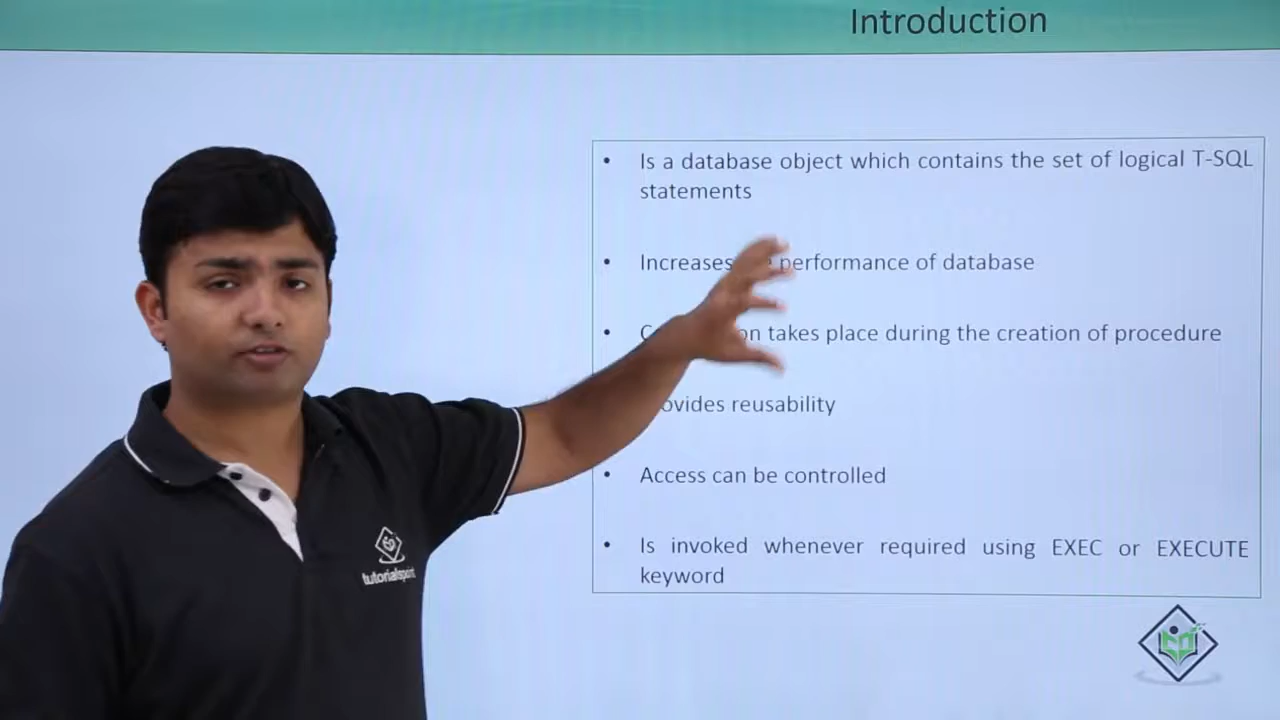 Introduction
• Is a database object which contains the set of logical T-SQL
statements
• Increases performance of database
• takes place during the creation of procedure
reusability
• Access can be controlled
• Is invoked whenever required using EXEC or EXECUTE
keyword
tutorialspoint